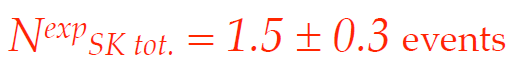 N^exp_SK tot. = 1.5 ± 0.3 events